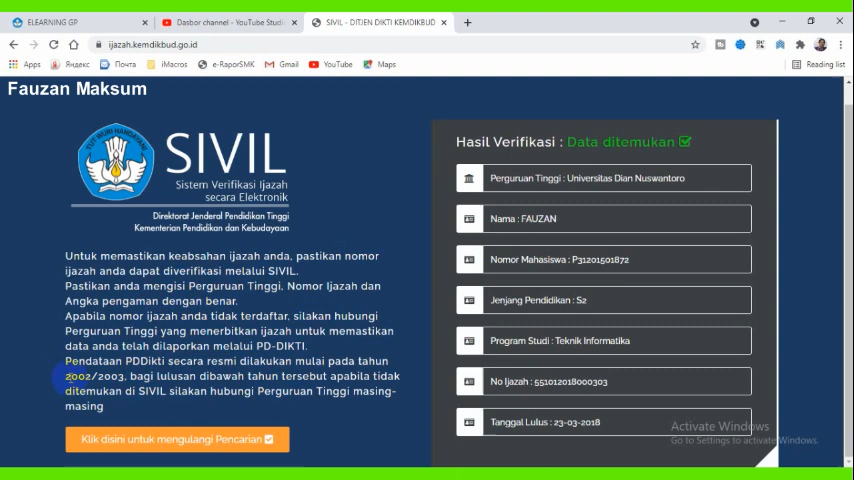 ELEARNING GP
Dasbor channel - YouTube Studi
SIVIL - DITJEN DIKTI KEMDIKBUD
ijazah.kemdikbud.go.id
Apps
Яндекс
Почта
iMacros
e-RaporSMK
Gmail
YouTube
Maps
Reading list
Fauzan Maksum
TUT WURI HANDAYANI
SIVIL
Sistem Verifikasi Ijazah
secara Elektronik
Direktorat Jenderal Pendidikan Tinggi
Kementerian Pendidikan dan Kebudayaan
Untuk memastikan keabsahan ijazah anda, pastikan nomor
ijazah anda dapat diverifikasi melalui SIVIL.
Pastikan anda mengisi Perguruan Tinggi, Nomor Ijazah dan
Angka pengaman dengan benar.
Apabila nomor ijazah anda tidak terdaftar, silakan hubungi
Perguruan Tinggi yang menerbitkan ijazah untuk memastikan
data anda telah dilaporkan melalui PD-DIKTI.
Pendataan PDDikti secara resmi dilakukan mulai pada tahun
2002/2003, bagi lulusan dibawah tahun tersebut apabila tidak
ditemukan di SIVIL silakan hubungi Perguruan Tinggi masing-
masing
Klik disini untuk mengulangi Pencarian
Hasil Verifikasi : Data ditemukan
Perguruan Tinggi : Universitas Dian Nuswantoro
Nama : FAUZAN
Nomor Mahasiswa : P31201501872
Jenjang Pendidikan : S2
Program Studi : Teknik Informatika
No Ijazah : 551012018000303
Tanggal Lulus : 23-03-2018
Activate Windows
Go to Settings to activate Windows.